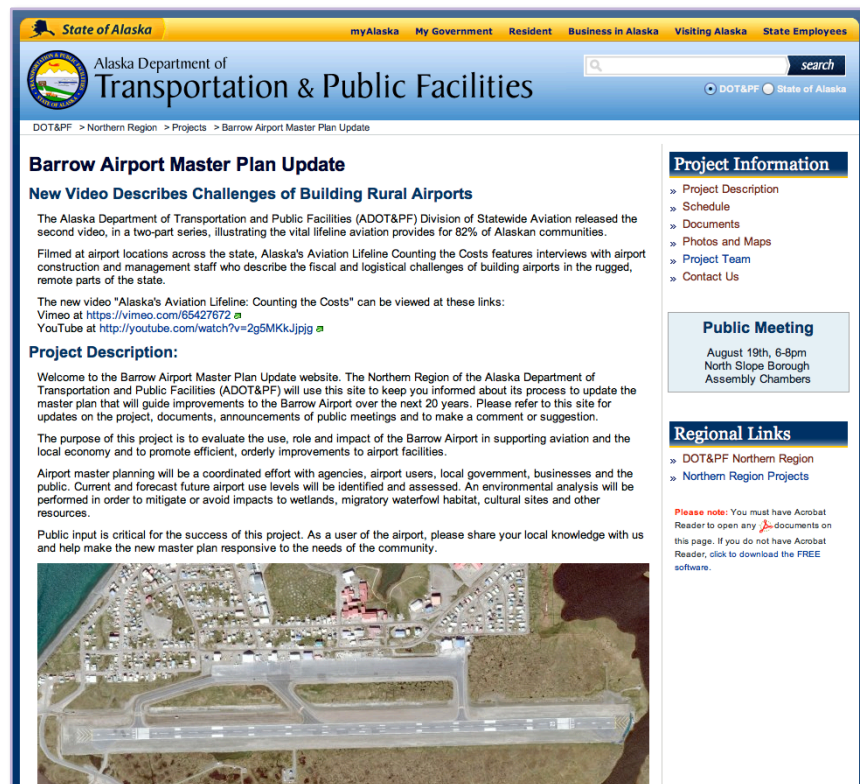 State of Alaska
myAlaska My Government Resident Business in Alaska Visiting Alaska State Employees
Alaska Department of
Transportation & Public Facilities
search
DOT&PF State of Alaska
DOT&PF > Northern Region > Projects > Barrow Airport Master Plan Update
Barrow Airport Master Plan Update
New Video Describes Challenges of Building Rural Airports
The Alaska Department of Transportation and Public Facilities (ADOT&PF) Division of Statewide Aviation released the
second video, in a two-part series, illustrating the vital lifeline aviation provides for 82% of Alaskan communities.
Filmed at airport locations across the state, Alaska's Aviation Lifeline Counting the Costs features interviews with airport
construction and management staff who describe the fiscal and logistical challenges of building airports in the rugged,
remote parts of the state.
The new video "Alaska's Aviation Lifeline: Counting the Costs" can be viewed at these links:
Vimeo at https://vimeo.com/65427672
YouTube at http://youtube.com/watch?v=2g5MKkJjpjg
Project Description:
Welcome to the Barrow Airport Master Plan Update website. The Northern Region of the Alaska Department of
Transportation and Public Facilities (ADOT&PF) will use this site to keep you informed about its process to update the
master plan that will guide improvements to the Barrow Airport over the next 20 years. Please refer to this site for
updates on the project, documents, announcements of public meetings and to make a comment or suggestion.
The purpose of this project is to evaluate the use, role and impact of the Barrow Airport in supporting aviation and the
local economy and to promote efficient, orderly improvements to airport facilities.
Airport master planning will be a coordinated effort with agencies, airport users, local government, businesses and the
public. Current and forecast future airport use levels will be identified and assessed. An environmental analysis will be
performed in order to mitigate or avoid impacts to wetlands, migratory waterfowl habitat, cultural sites and other
resources.
Public input is critical for the success of this project. As a user of the airport, please share your local knowledge with us
and help make the new master plan responsive to the needs of the community.
Project Information
» Project Description
» Schedule
» Documents
» Photos and Maps
» Project Team
» Contact Us
Public Meeting
August 19th, 6-8pm
North Slope Borough
Assembly Chambers
Regional Links
» DOT&PF Northern Region
» Northern Region Projects
Please note: You must have Acrobat
Reader to open any documents on
this page. If you do not have Acrobat
Reader, click to download the FREE
software.